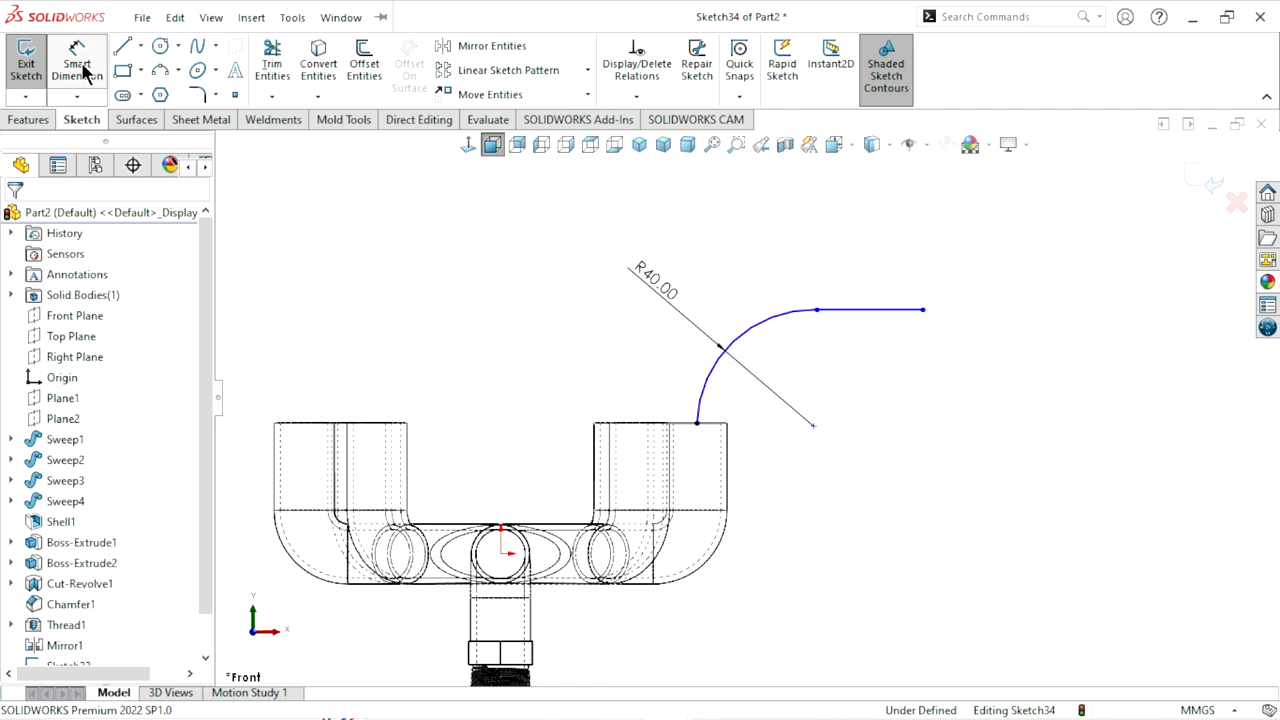 SOLIDWORKS File Edit View Insert Tools Window Sketch34 of Part2 * Search Commands
Exit Sketch
Smart Dimension
Trim Entities
Convert Entities
Offset Entities
Offset On Surface
Mirror Entities
Linear Sketch Pattern
Move Entities
Display/Delete Relations
Repair Sketch
Quick Snaps
Rapid Sketch
Instant2D
Shaded Sketch Contours
Features Sketch Surfaces Sheet Metal Weldments Mold Tools Direct Editing Evaluate SOLIDWORKS Add-Ins SOLIDWORKS CAM
Part2 (Default) <<Default>_Display
History
Sensors
Annotations
Solid Bodies(1)
Front Plane
Top Plane
Right Plane
Origin
Plane1
Plane2
Sweep1
Sweep2
Sweep3
Sweep4
Shell1
Boss-Extrude1
Boss-Extrude2
Cut-Revolve1
Chamfer1
Thread1
Mirror1
R40.00
Y
X
*Front
Model 3D Views Motion Study 1
SOLIDWORKS Premium 2022 SP1.0 Under Defined Editing Sketch34 MMGS